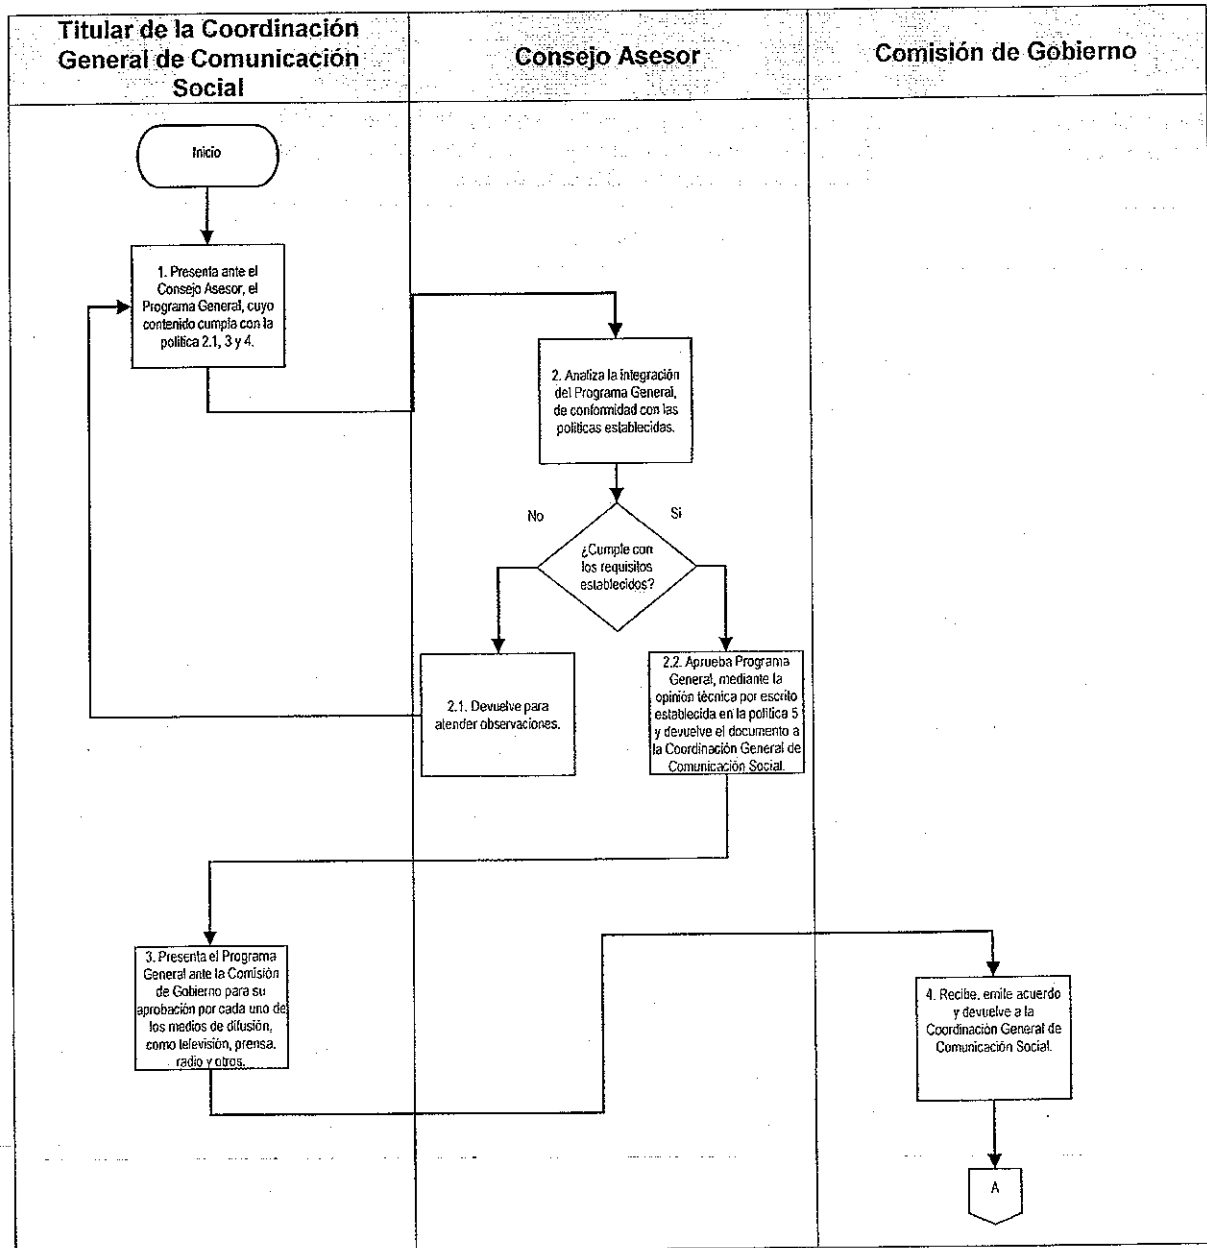 Titular de la Coordinación
General de Comunicación
Social
Consejo Asesor
Comisión de Gobierno
Inicio
1. Presenta ante el
Consejo Asesor, el
Programa General, cuyo
contenido cumpla con la
política 2.1, 3 y 4.
2. Analiza la integración
del Programa General,
de conformidad con las
políticas establecidas.
No
Si
¿Cumple con
los requisitos
establecidos?
2.1. Devuelve para
atender observaciones.
2.2. Aprueba Programa
General, mediante la
opinión técnica por escrito
establecida en la política 5
y devuelve el documento a
la Coordinación General de
Comunicación Social.
3. Presenta el Programa
General ante la Comisión
de Gobierno para su
aprobación por cada uno de
los medios de difusión,
como televisión, prensa,
radio y otros.
4. Recibe, emite acuerdo
y devuelve a la
Coordinación General de
Comunicación Social.
A